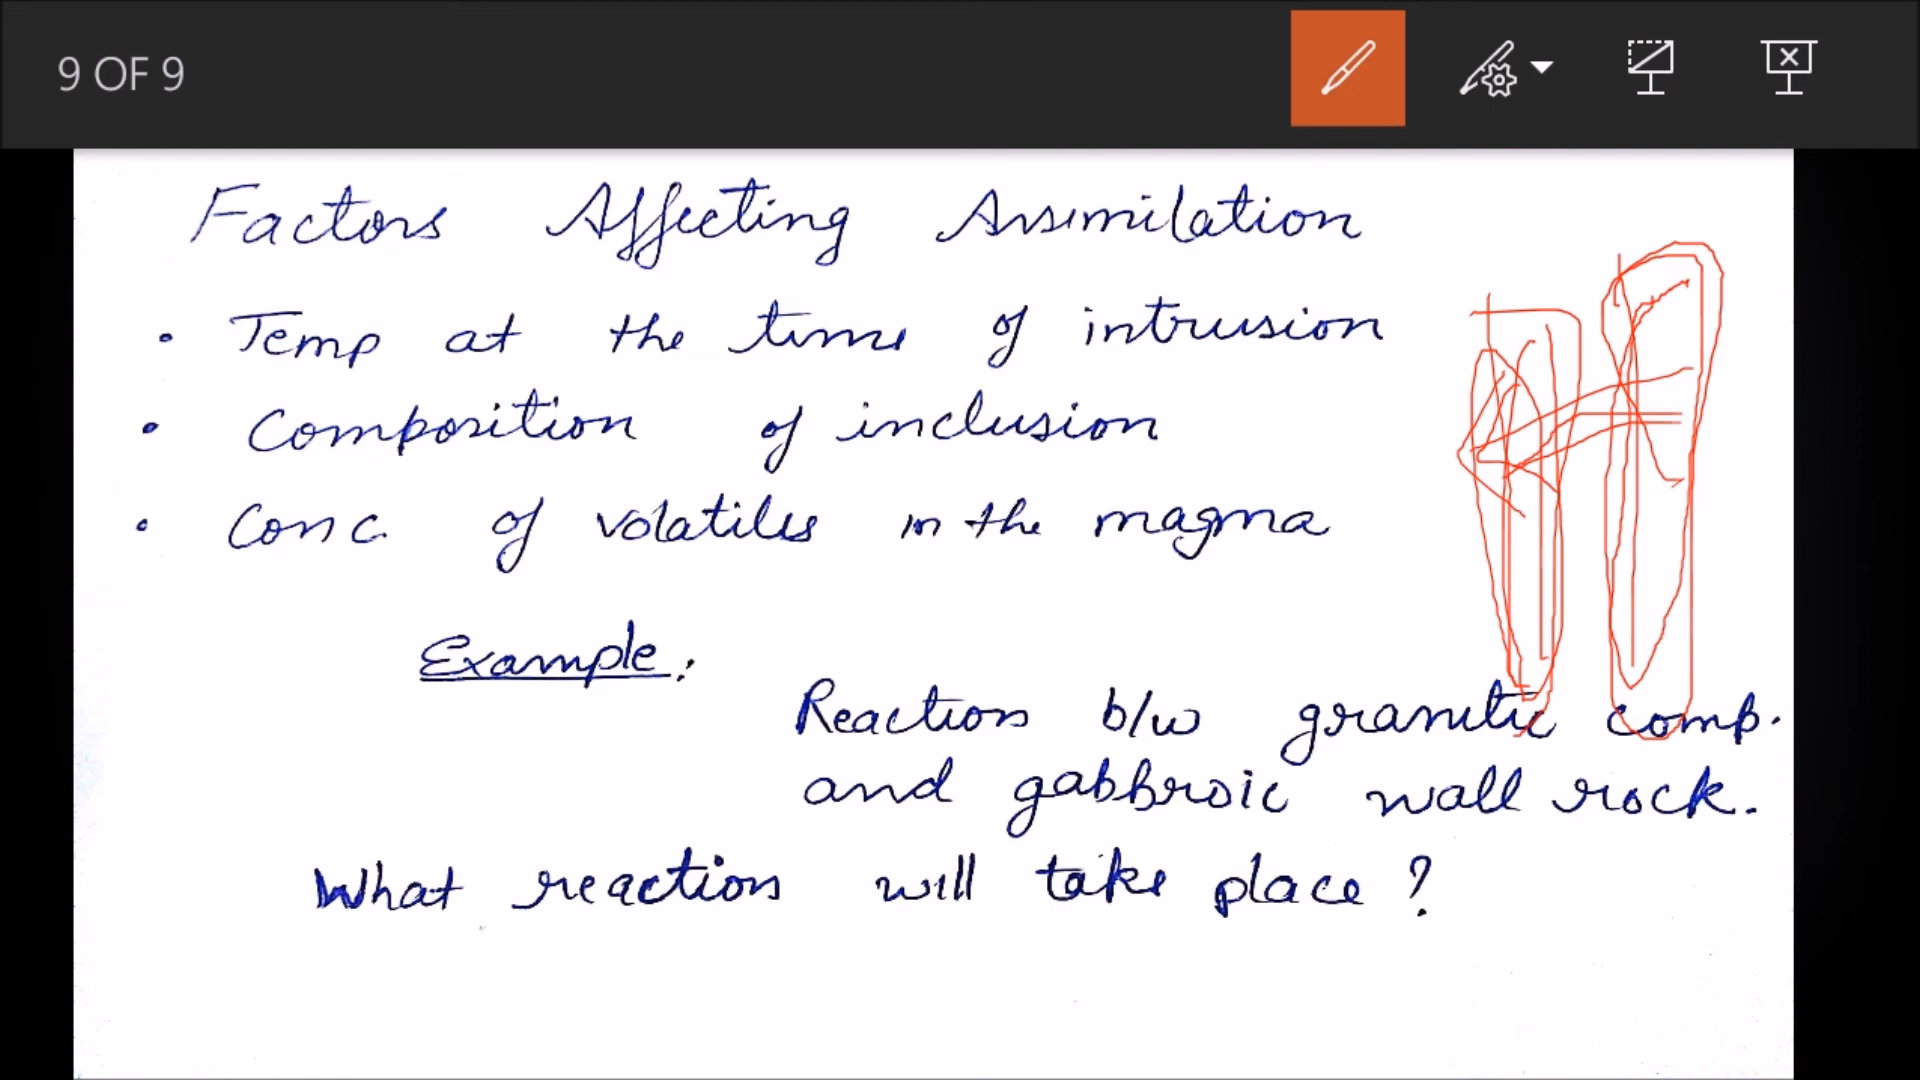 9 OF 9
Factors Affecting Assimilation
• Temp at the time of intrusion
• Composition of inclusion
• Conc. of volatiles in the magma
Example:
Reaction b/w granitic comp.
and gabbroic wall rock.
What reaction will take place?